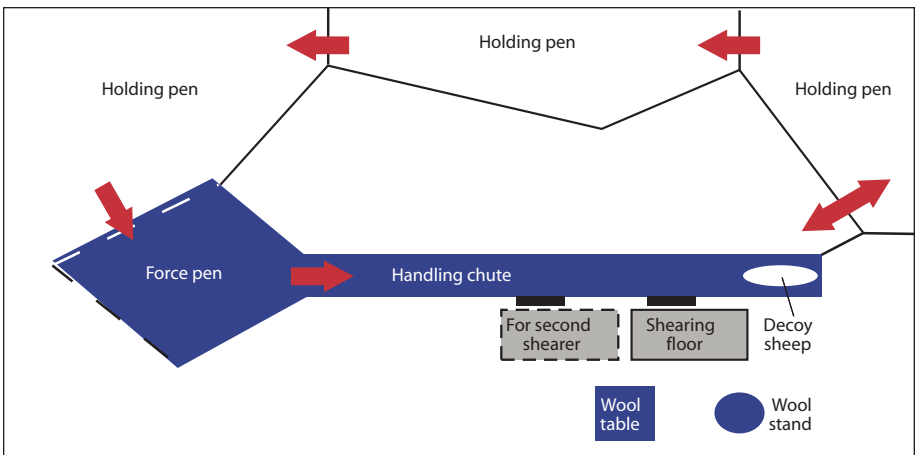 Holding pen
Holding pen
Holding pen
Force pen
Handling chute
For second
shearer
Shearing
floor
Decoy
sheep
Wool
table
Wool
stand